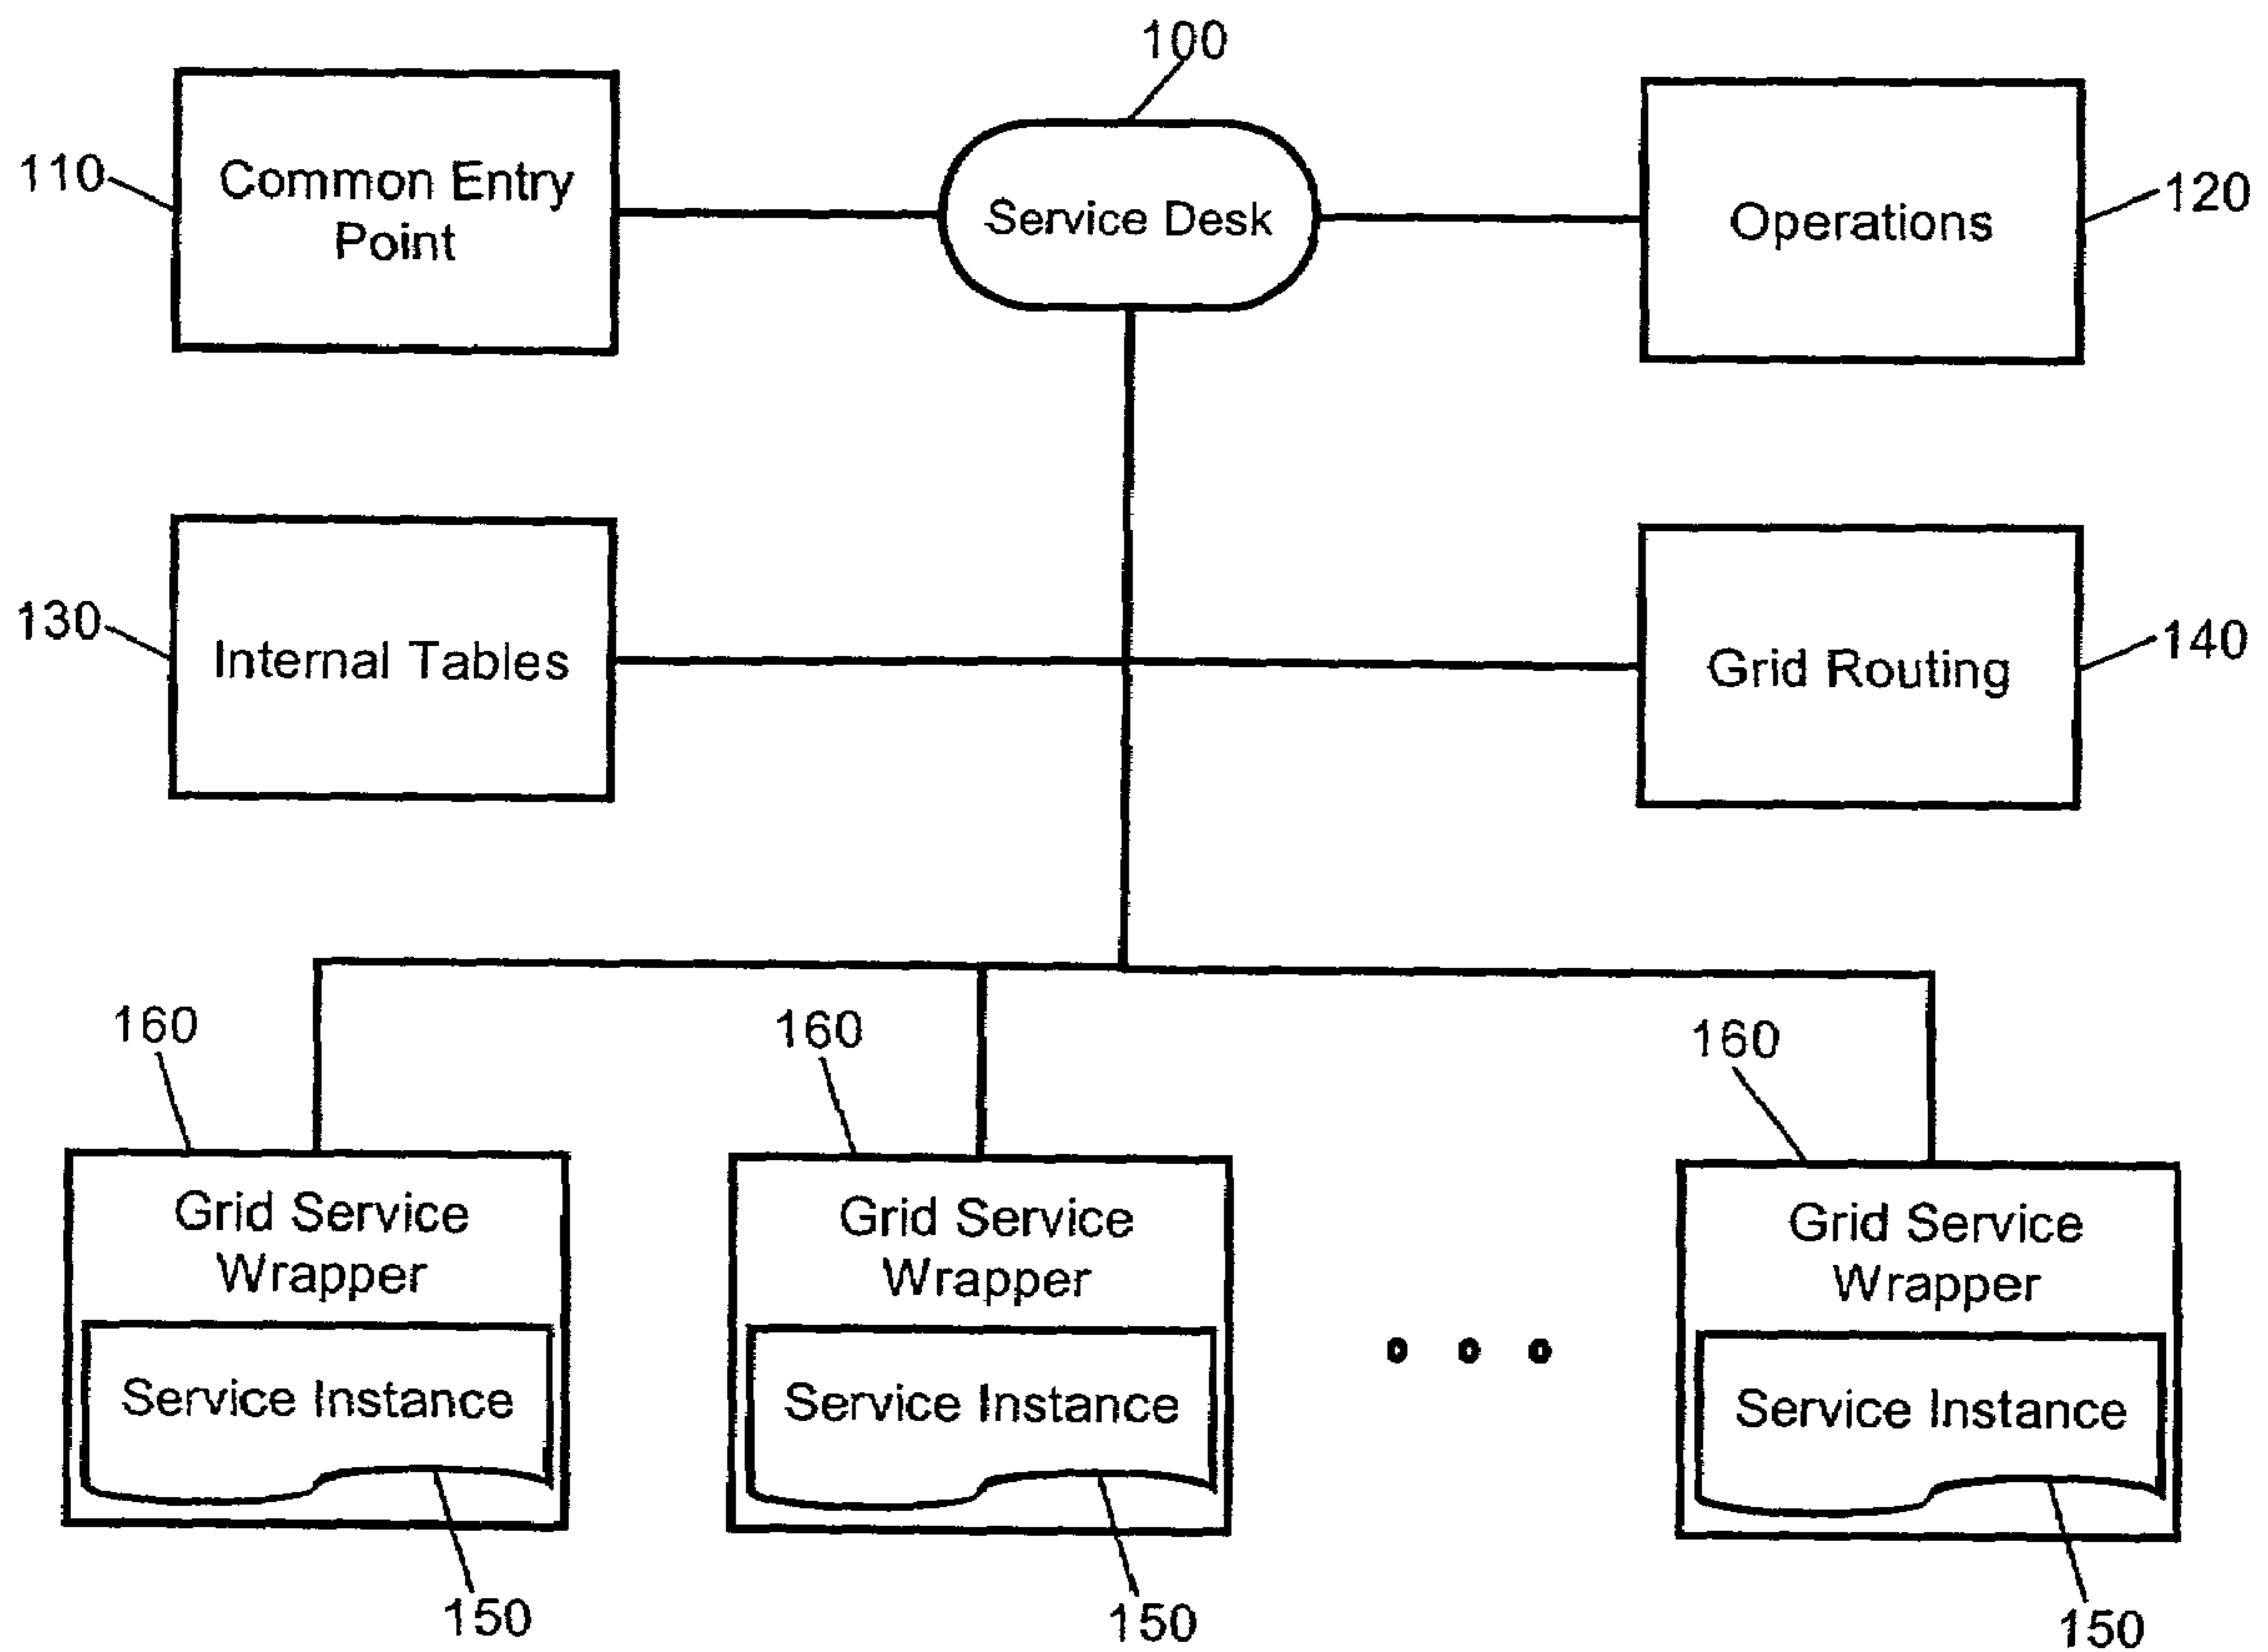 100
110
Common Entry
Point
Service Desk
Operations
120
130
Internal Tables
Grid Routing
140
160
160
160
Grid Service
Wrapper
Service Instance
150
Grid Service
Wrapper
Service Instance
150
Grid Service
Wrapper
Service Instance
150